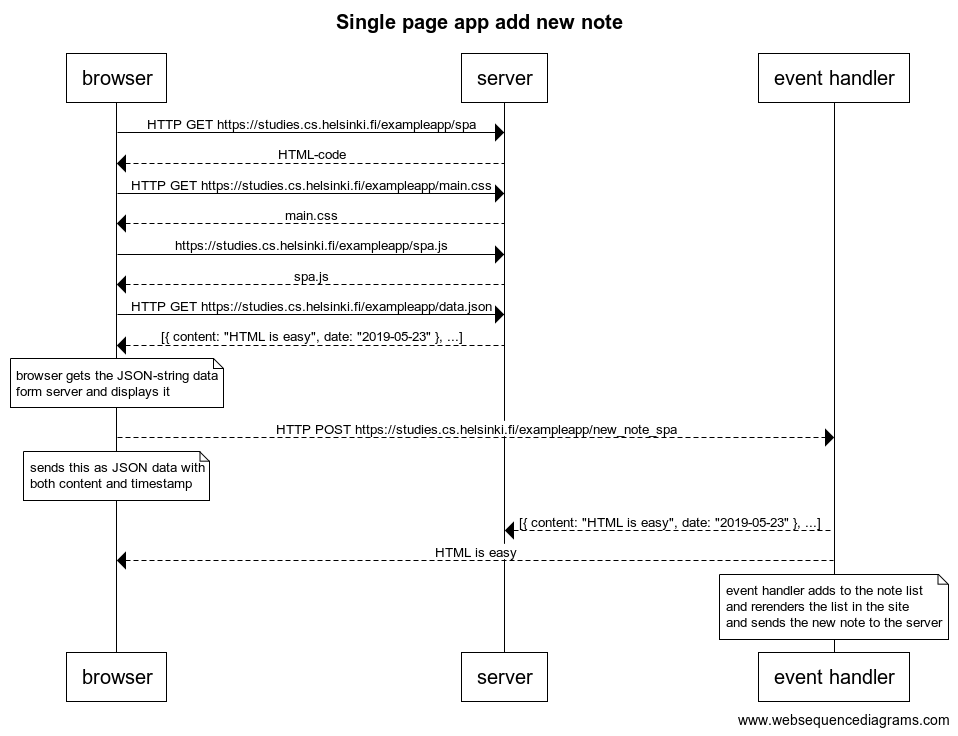 Single page app add new note
browser
server
event handler
HTTP GET https://studies.cs.helsinki.fi/exampleapp/spa
HTML-code
HTTP GET https://studies.cs.helsinki.fi/exampleapp/main.css
main.css
https://studies.cs.helsinki.fi/exampleapp/spa.js
spa.js
HTTP GET https://studies.cs.helsinki.fi/exampleapp/data.json
[{ content: "HTML is easy", date: "2019-05-23" }, ...]
browser gets the JSON-string data
form server and displays it
HTTP POST https://studies.cs.helsinki.fi/exampleapp/new_note_spa
sends this as JSON data with
both content and timestamp
[{ content: "HTML is easy", date: "2019-05-23" }, ...]
HTML is easy
event handler adds to the note list
and rerenders the list in the site
and sends the new note to the server
browser
server
event handler
www.websequencediagrams.com